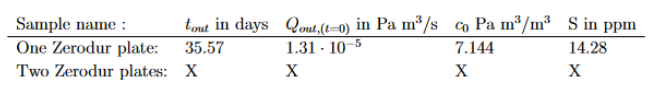 Sample name : t_out in days Q_out,(t=0) in Pa m³/s c₀ Pa m³/m³ S in ppm
One Zerodur plate: 35.57 1.31 · 10⁻⁵ 7.144 14.28
Two Zerodur plates: X X X X